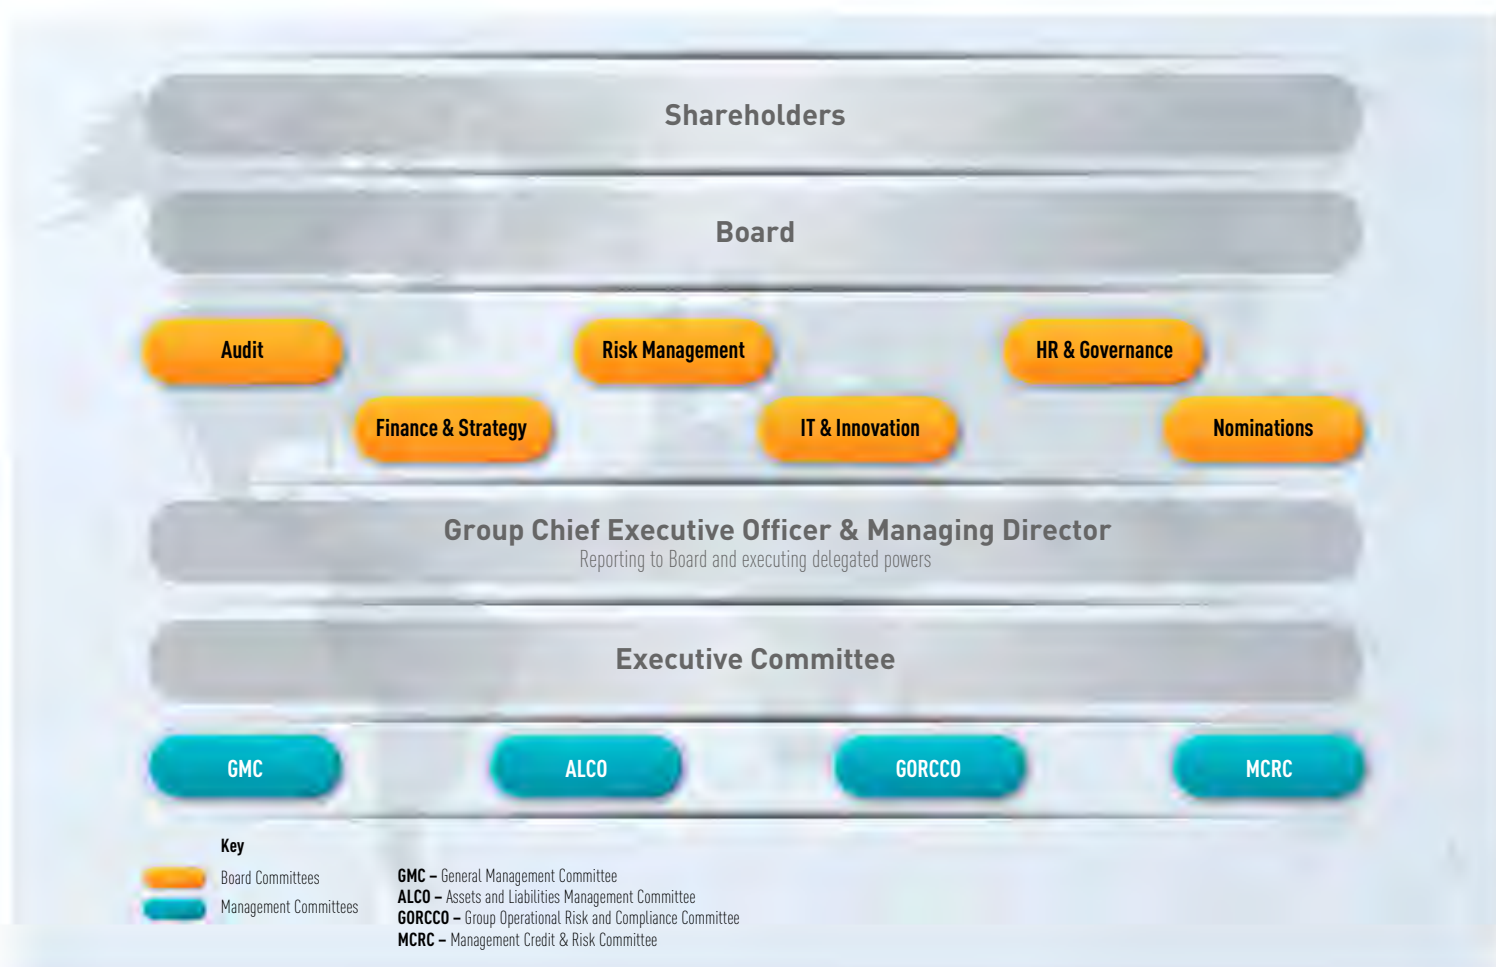 Shareholders
Board
Audit
Risk Management
HR & Governance
Finance & Strategy
IT & Innovation
Nominations
Group Chief Executive Officer & Managing Director
Reporting to Board and executing delegated powers
Executive Committee
GMC
ALCO
GORCCO
MCRC
Key
Board Committees
Management Committees
GMC – General Management Committee
ALCO – Assets and Liabilities Management Committee
GORCCO – Group Operational Risk and Compliance Committee
MCRC – Management Credit & Risk Committee